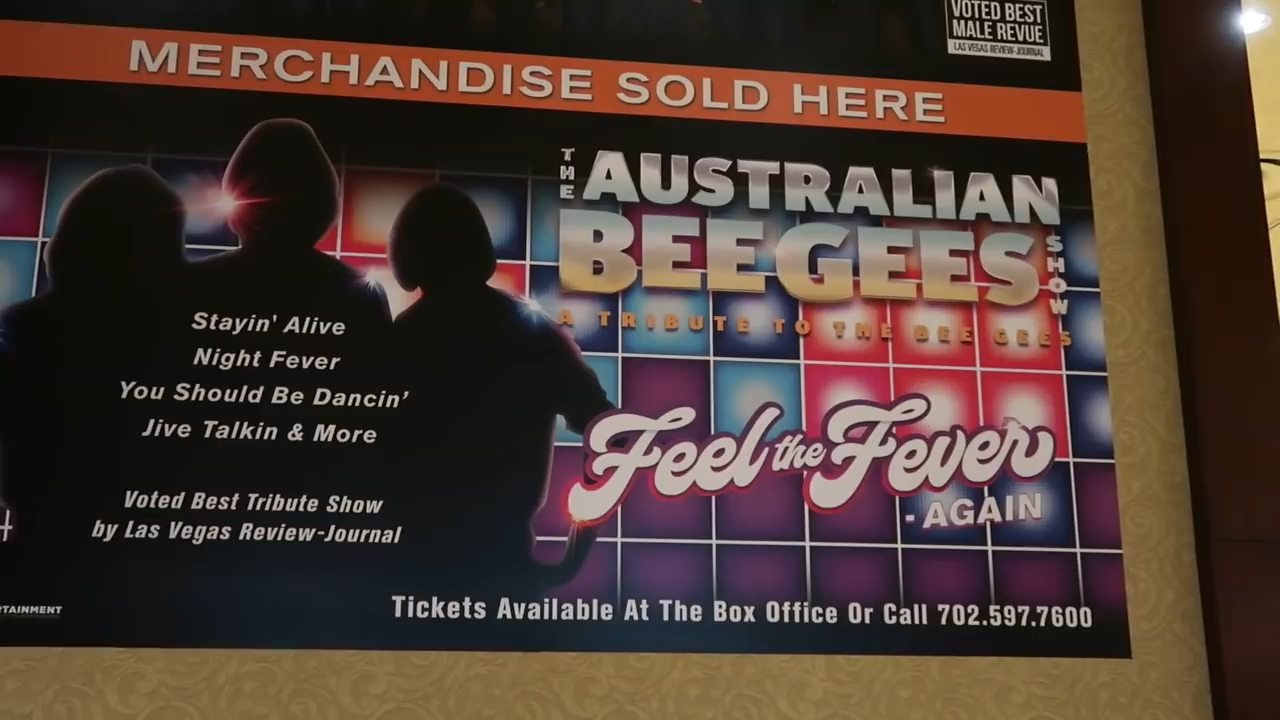 VOTED BEST
MALE REVUE
LAS VEGAS REVIEW-JOURNAL
MERCHANDISE SOLD HERE
THE
AUSTRALIAN
BEEGEES
SHOW
A TRIBUTE TO THE BEE GEES
Stayin' Alive
Night Fever
You Should Be Dancin'
Jive Talkin & More
Feel the Fever
- AGAIN
Voted Best Tribute Show
by Las Vegas Review-Journal
Tickets Available At The Box Office Or Call 702.597.7600